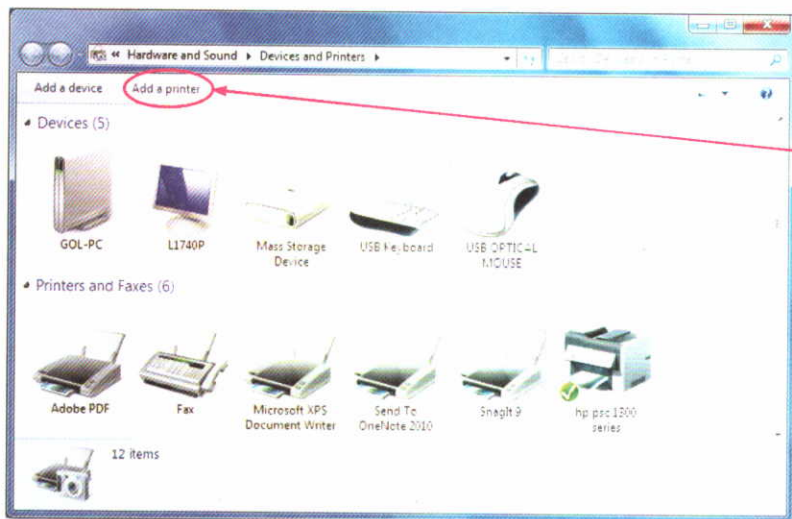 Hardware and Sound ▸ Devices and Printers ▸
Add a device Add a printer
Devices (5)
GOL-PC L1740P Mass Storage Device USB Keyboard USB OPTICAL MOUSE
Printers and Faxes (6)
Adobe PDF Fax Microsoft XPS Document Writer Send To OneNote 2010 SnagIt 9 hp psc 1300 series
12 items